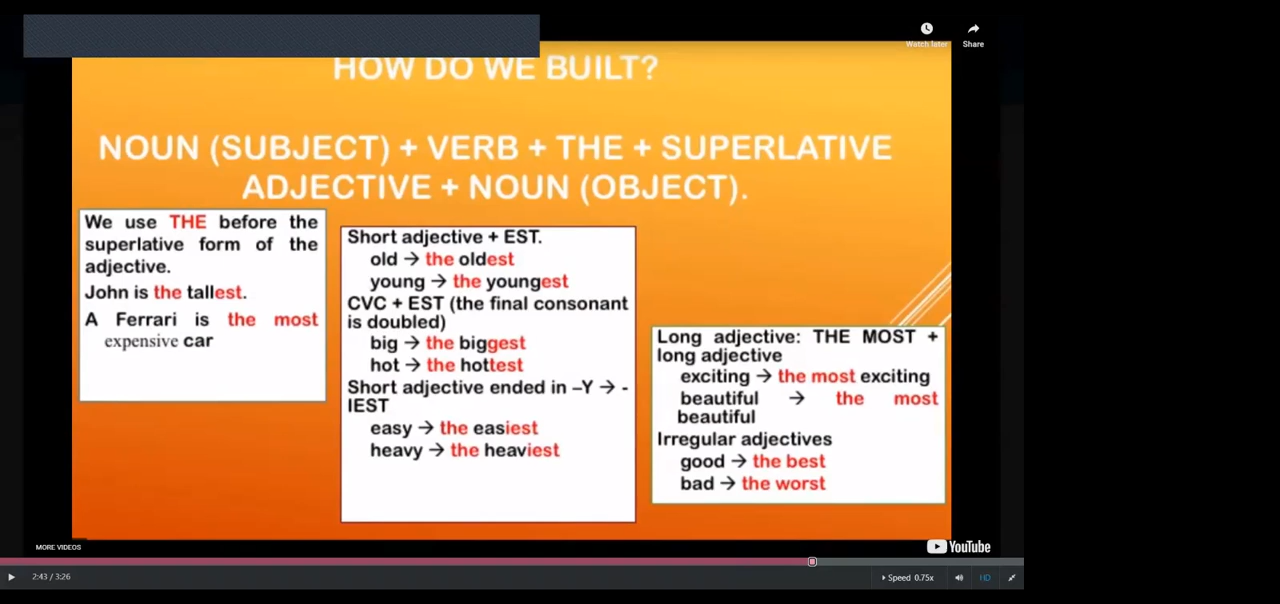 Watch later
Share
HOW DO WE BUILT?
NOUN (SUBJECT) + VERB + THE + SUPERLATIVE
ADJECTIVE + NOUN (OBJECT).
We use THE before the
superlative form of the
adjective.
John is the tallest.
A Ferrari is the most
expensive car
Short adjective + EST.
old → the oldest
young → the youngest
CVC + EST (the final consonant
is doubled)
big → the biggest
hot → the hottest
Short adjective ended in –Y → -
IEST
easy → the easiest
heavy → the heaviest
Long adjective: THE MOST +
long adjective
exciting → the most exciting
beautiful → the most
beautiful
Irregular adjectives
good → the best
bad → the worst
MORE VIDEOS
YouTube
2:43 / 3:26
Speed 0.75x
HD